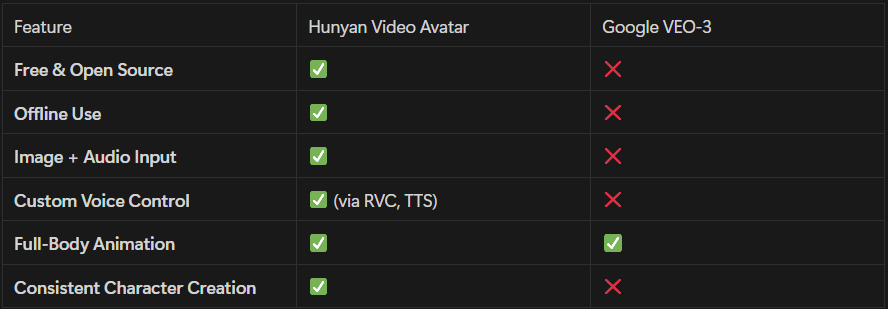 Feature Hunyan Video Avatar Google VEO-3
Free & Open Source ✅ ❌
Offline Use ✅ ❌
Image + Audio Input ✅ ❌
Custom Voice Control ✅ (via RVC, TTS) ❌
Full-Body Animation ✅ ✅
Consistent Character Creation ✅ ❌